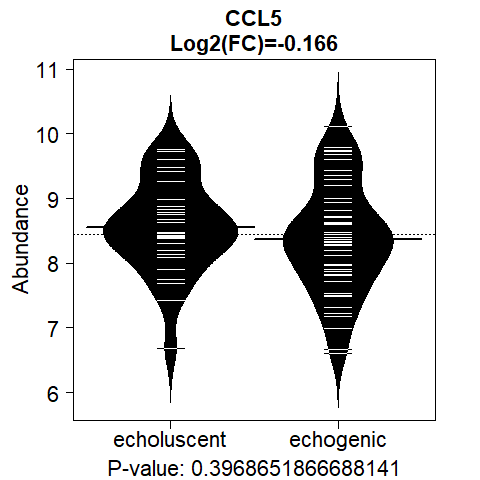 CCL5
Log2(FC)=-0.166
Abundance
11
10
9
8
7
6
echoluscent echogenic
P-value: 0.3968651866688141